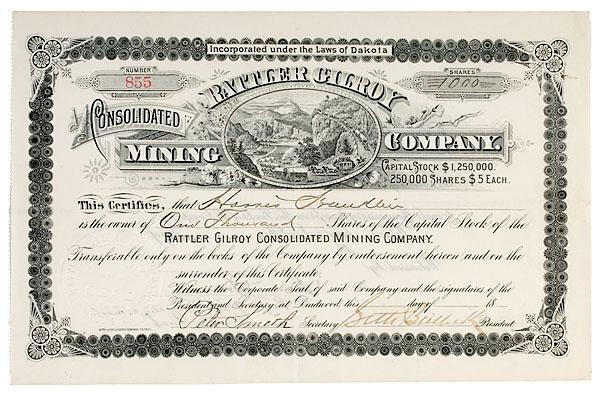 Incorporated under the Laws of Dakota
NUMBER
855
SHARES
1000
RATTLER GILROY
CONSOLIDATED
MINING COMPANY.
CAPITAL STOCK $1,250,000.
250,000 SHARES $5 EACH.
This Certifies, that Harris Franklin
is the owner of One Thousand Shares of the Capital Stock of the
RATTLER GILROY CONSOLIDATED MINING COMPANY.
Transferable only on the books of the Company by endorsement hereon and on the
surrender of this Certificate.
Witness the Corporate Seal of said Company and the signatures of the
President and Secretary, at Deadwood, this day of 18
Peter Smith Secretary Seth Bullock President